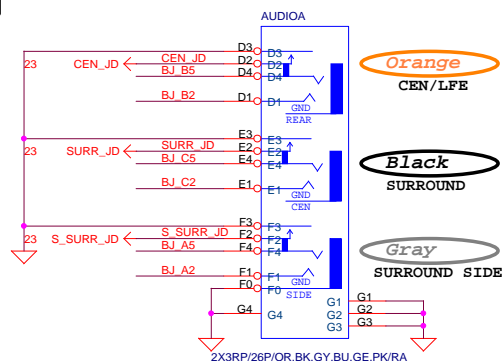 AUDIOA
D3 D3
23 CEN_JD CEN_JD D2 D2
BJ_B5 D4 D4
BJ_B2 D1 D1
GND
REAR
Orange
CEN/LFE
E3 E3
23 SURR_JD SURR_JD E2 E2
BJ_C5 E4 E4
BJ_C2 E1 E1
GND
CEN
Black
SURROUND
F3 F3
23 S_SURR_JD S_SURR_JD F2 F2
BJ_A5 F4 F4
BJ_A2 F1 F1
GND
F0 F0
SIDE
Gray
SURROUND SIDE
G4 G4
G1 G1
G2 G2
G3 G3
2X3RP/26P/OR,BK,GY,BU,GE,PK/RA